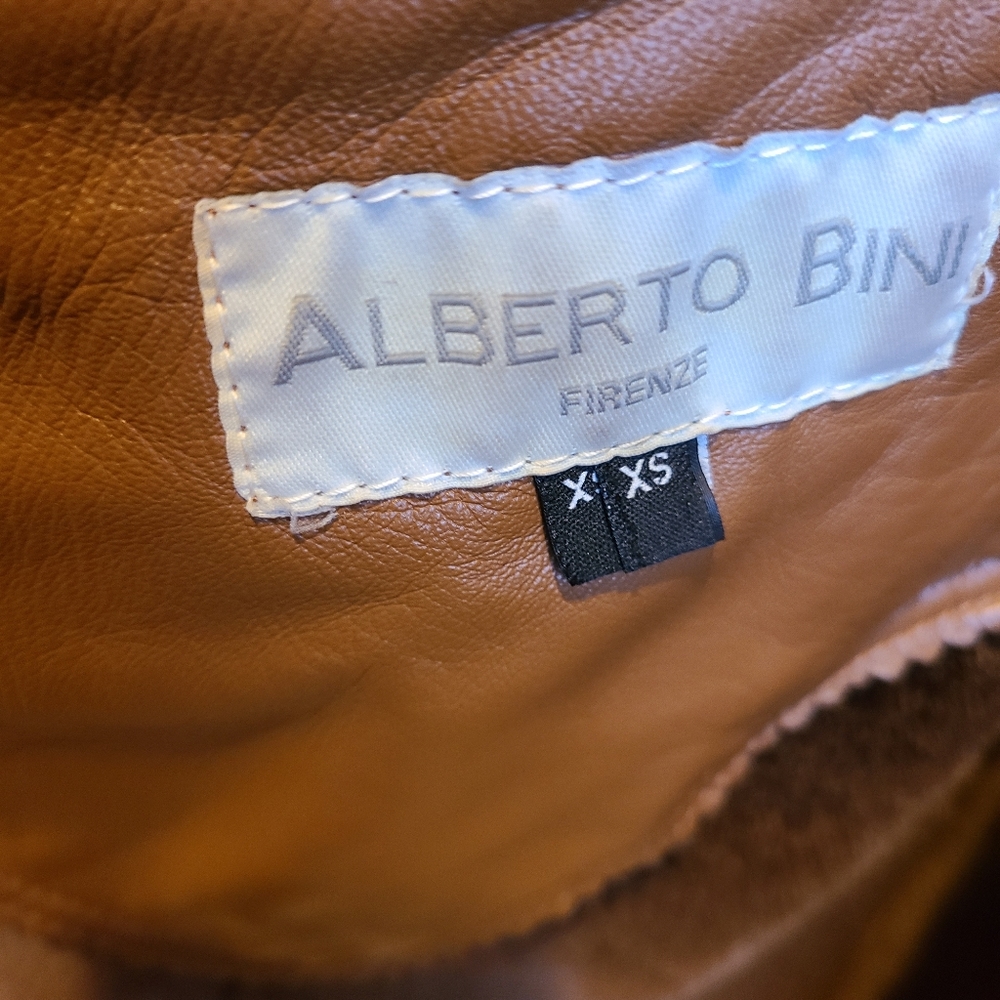 ALBERTO BINI
FIRENZE
X XS